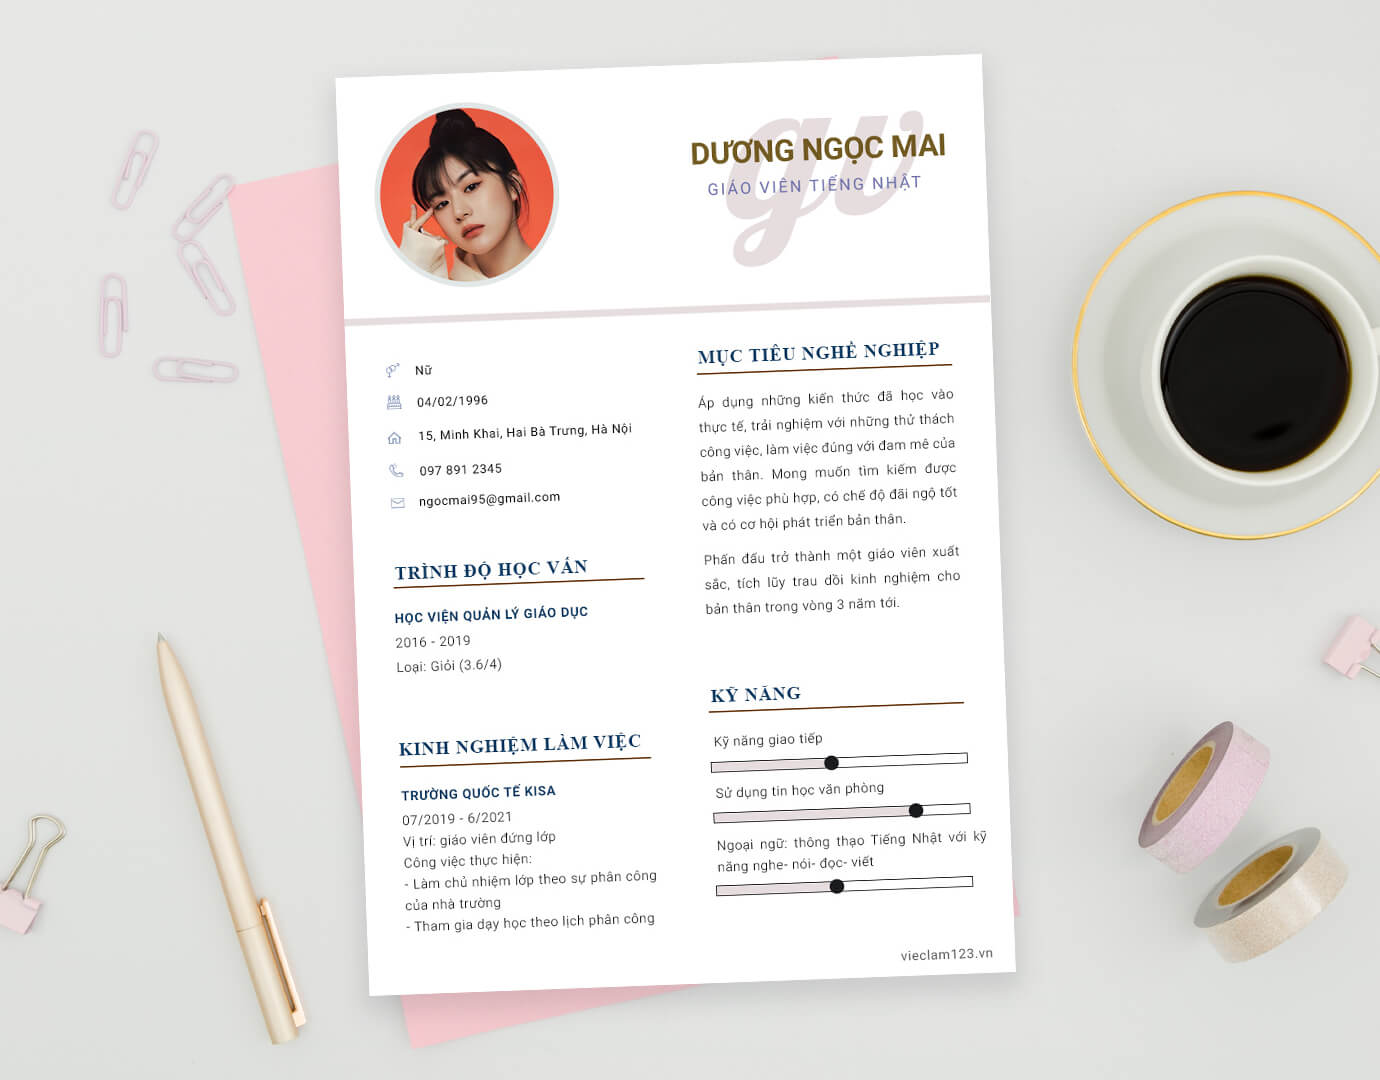 gv
DƯƠNG NGỌC MAI
GIÁO VIÊN TIẾNG NHẬT
Nữ
04/02/1996
15, Minh Khai, Hai Bà Trưng, Hà Nội
097 891 2345
ngocmai95@gmail.com
TRÌNH ĐỘ HỌC VẤN
HỌC VIỆN QUẢN LÝ GIÁO DỤC
2016 - 2019
Loại: Giỏi (3.6/4)
KINH NGHIỆM LÀM VIỆC
TRƯỜNG QUỐC TẾ KISA
07/2019 - 6/2021
Vị trí: giáo viên đứng lớp
Công việc thực hiện:
- Làm chủ nhiệm lớp theo sự phân công
của nhà trường
- Tham gia dạy học theo lịch phân công
MỤC TIÊU NGHỀ NGHIỆP
Áp dụng những kiến thức đã học vào
thực tế, trải nghiệm với những thử thách
công việc, làm việc đúng với đam mê của
bản thân. Mong muốn tìm kiếm được
công việc phù hợp, có chế độ đãi ngộ tốt
và có cơ hội phát triển bản thân.
Phấn đấu trở thành một giáo viên xuất
sắc, tích lũy trau dồi kinh nghiệm cho
bản thân trong vòng 3 năm tới.
KỸ NĂNG
Kỹ năng giao tiếp
Sử dụng tin học văn phòng
Ngoại ngữ: thông thạo Tiếng Nhật với kỹ
năng nghe- nói- đọc- viết
vieclam123.vn